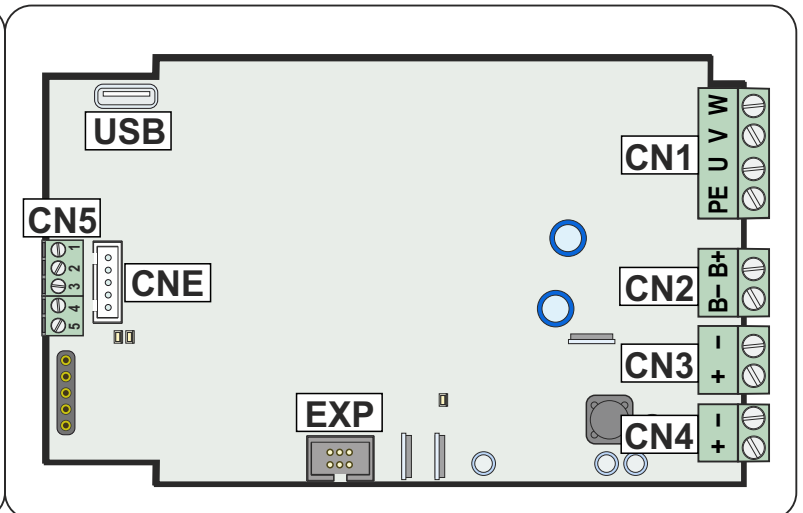 USB
CN5
1
2
3
4
5
CNE
EXP
CN1
PE U V W
CN2
B- B+
CN3
+ -
CN4
+ -